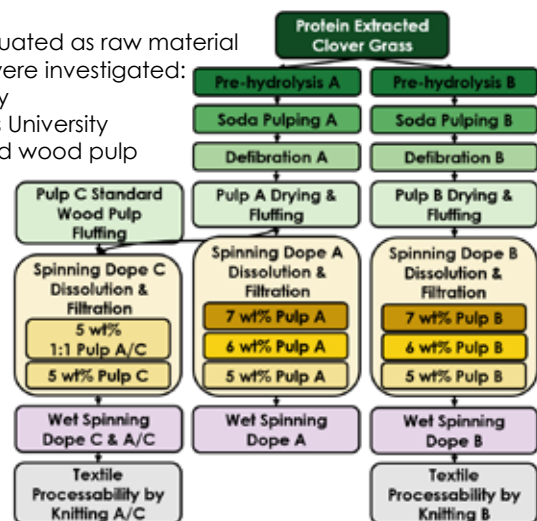 uated as raw material
were investigated:
y
s University
d wood pulp
Protein Extracted
Clover Grass
Pre-hydrolysis A
Pre-hydrolysis B
Soda Pulping A
Soda Pulping B
Defibration A
Defibration B
Pulp C Standard
Wood Pulp
Fluffing
Pulp A Drying &
Fluffing
Pulp B Drying &
Fluffing
Spinning Dope C
Dissolution &
Filtration
5 wt%
1:1 Pulp A/C
5 wt% Pulp C
Spinning Dope A
Dissolution &
Filtration
7 wt% Pulp A
6 wt% Pulp A
5 wt% Pulp A
Spinning Dope B
Dissolution &
Filtration
7 wt% Pulp B
6 wt% Pulp B
5 wt% Pulp B
Wet Spinning
Dope C & A/C
Wet Spinning
Dope A
Wet Spinning
Dope B
Textile
Processability by
Knitting A/C
Textile
Processability by
Knitting B